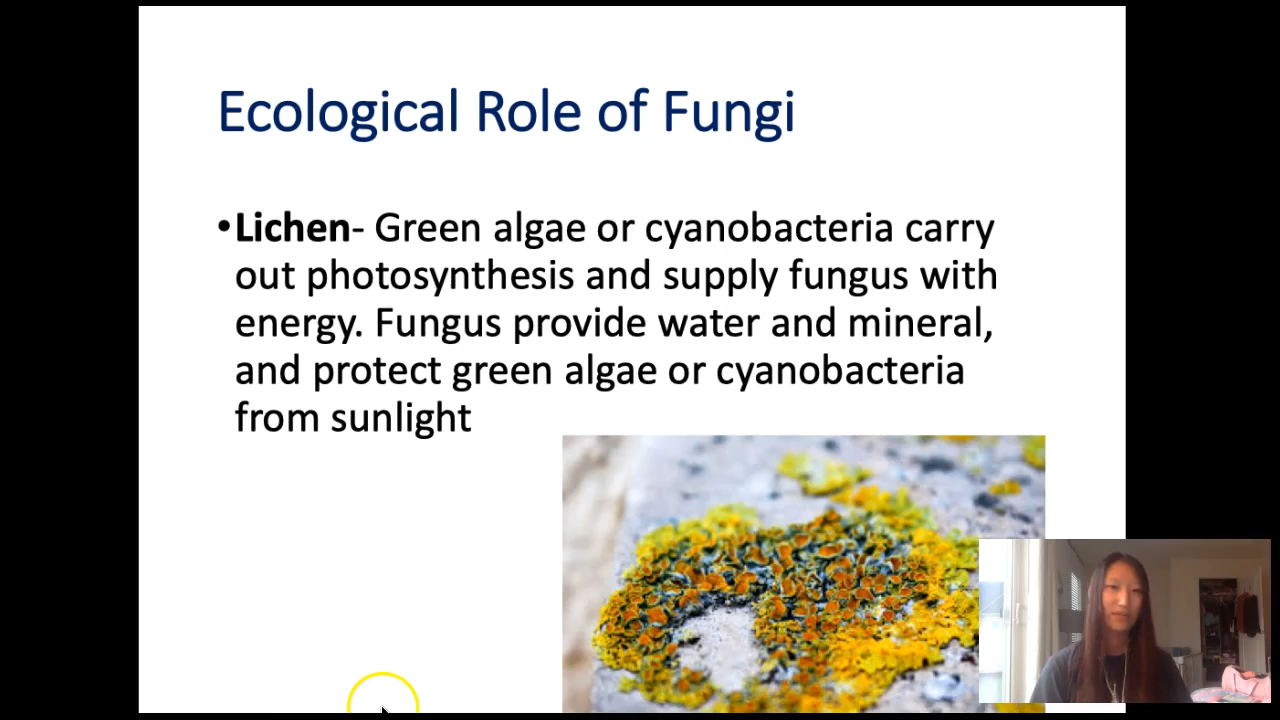 Ecological Role of Fungi
•Lichen- Green algae or cyanobacteria carry
out photosynthesis and supply fungus with
energy. Fungus provide water and mineral,
and protect green algae or cyanobacteria
from sunlight